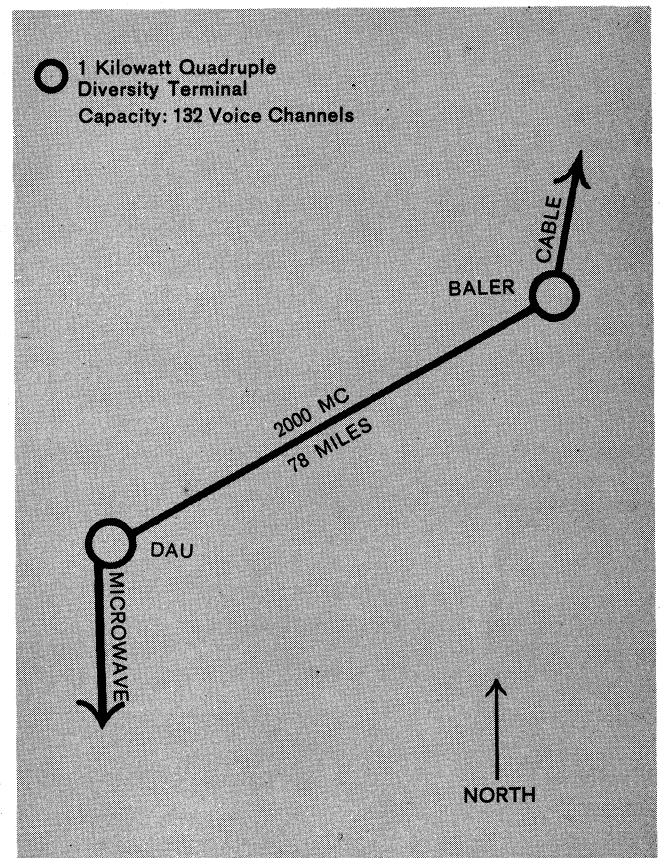 1 Kilowatt Quadruple
Diversity Terminal
Capacity: 132 Voice Channels
CABLE
BALER
2000 MC
78 MILES
DAU
MICROWAVE
NORTH